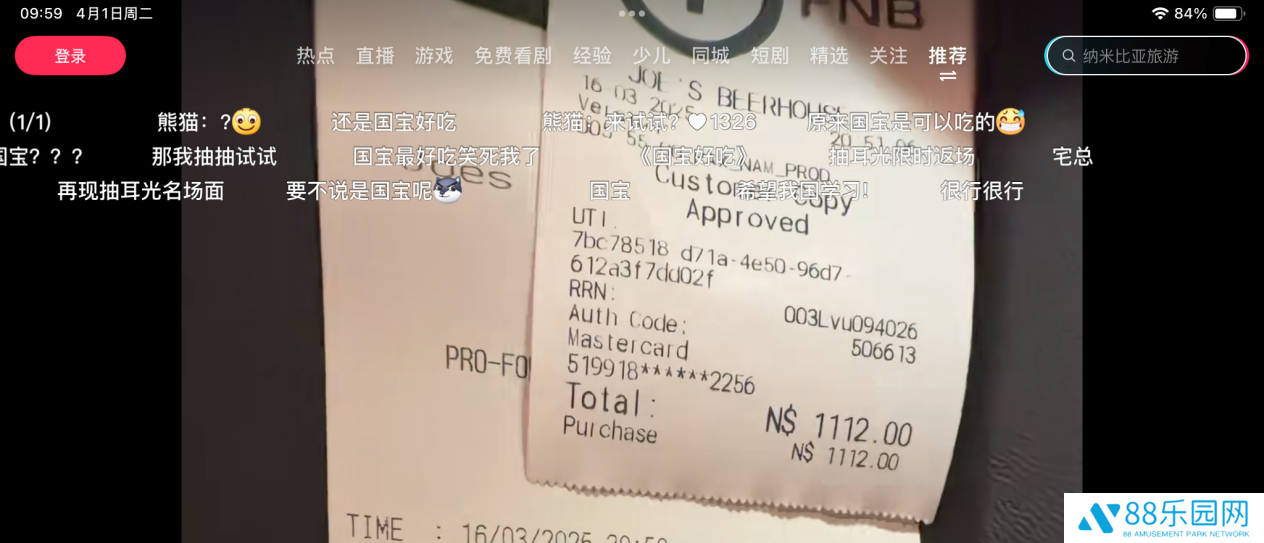 09:59 4月1日周二
84%
登录
热点 直播 游戏 免费看剧 经验 少儿 同城 短剧 精选 关注 推荐
纳米比亚旅游
FNB
JOE'S BEERHOUSE
(1/1) 熊猫：? 还是国宝好吃 熊猫：来试试? 1326 原来国宝是可以吃的
国宝？？？ 那我抽抽试试 国宝最好吃笑死我了 《国宝好吃》 抽耳光限时返场 宅总
再现抽耳光名场面 要不说是国宝呢 国宝 希望我国学习！ 很行很行
Customer Copy
Approved
UTI:
7bc78518-d71a-4e50-96d7-
612a3f7dd02f
RRN: 003Lvu094026
Auth Code: 506613
Mastercard
519918******2256
Total: N$ 1112.00
Purchase N$ 1112.00
TIME : 16/03/2025
88乐园网
88 AMUSEMENT PARK NETWORK